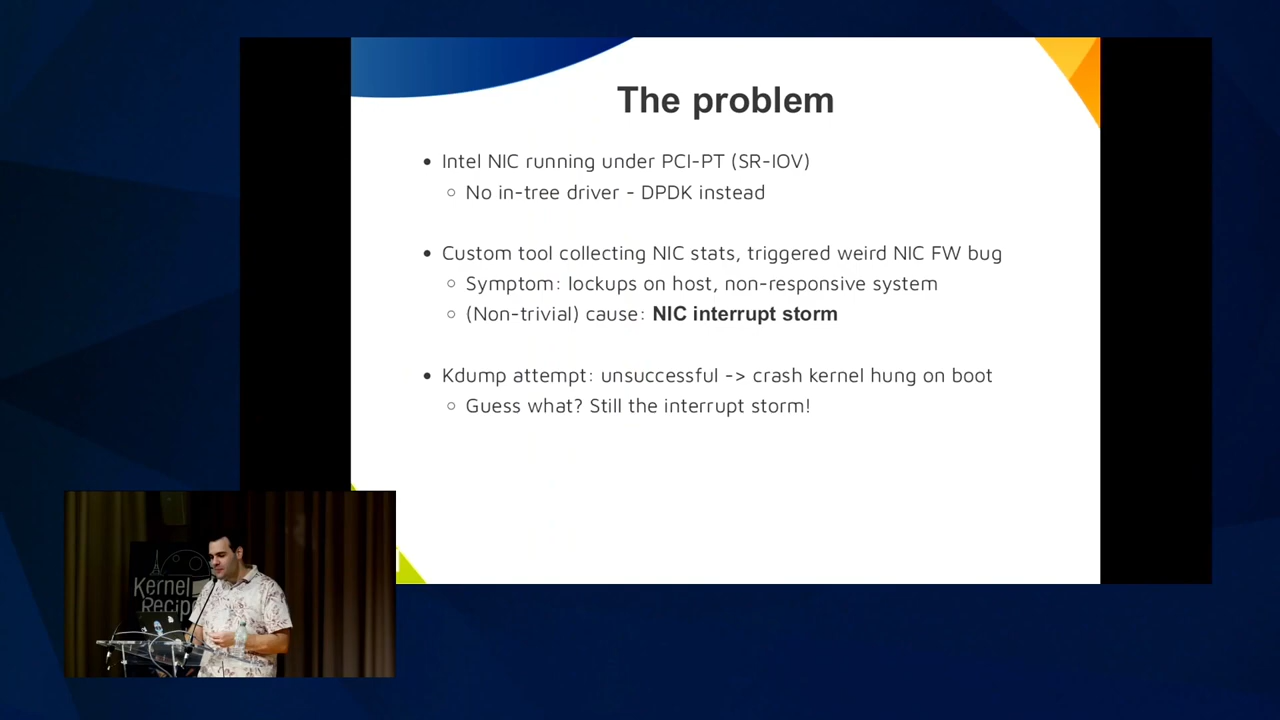 The problem
• Intel NIC running under PCI-PT (SR-IOV)
○ No in-tree driver - DPDK instead
• Custom tool collecting NIC stats, triggered weird NIC FW bug
○ Symptom: lockups on host, non-responsive system
○ (Non-trivial) cause: NIC interrupt storm
• Kdump attempt: unsuccessful -> crash kernel hung on boot
○ Guess what? Still the interrupt storm!
Kernel
Recip